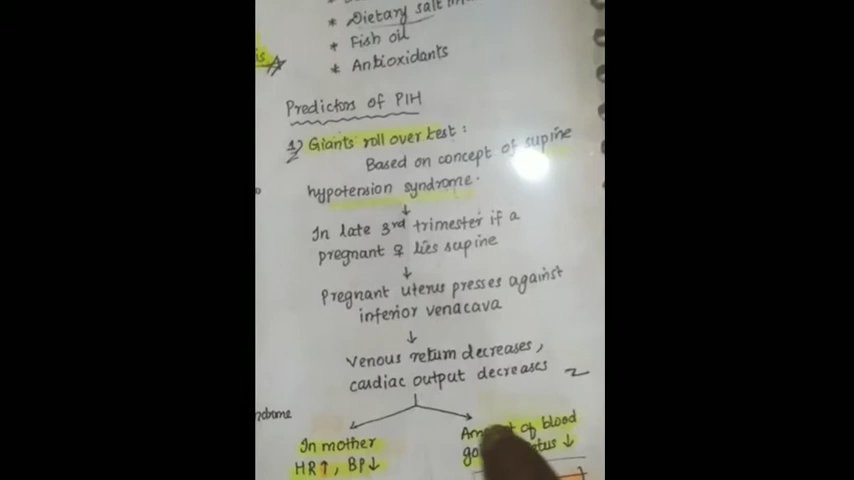 * Dietary salt
* Fish oil
* Antioxidants
Predictors of PIH
1) Giants roll over test :
Based on concept of supine
hypotension syndrome.
↓
In late 3rd trimester if a
pregnant ♀ lies supine
↓
Pregnant uterus presses against
inferior venacava
↓
Venous return decreases,
cardiac output decreases
In mother
HR↑, BP↓
of blood
↓